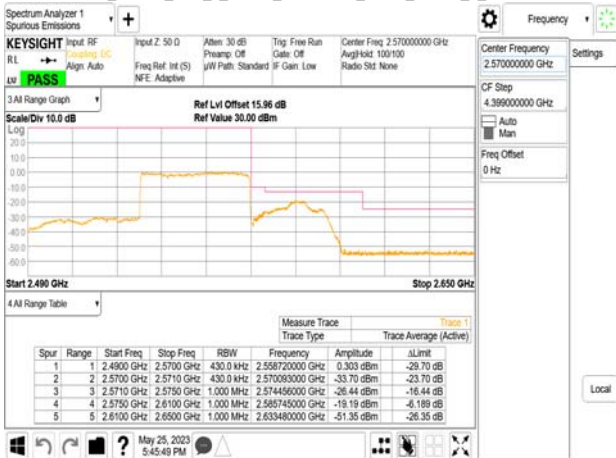 Spectrum Analyzer 1
Spurious Emissions
Frequency
Settings
KEYSIGHT
RL
PASS
Input: RF
Coupling: DC
Align: Auto
Input Z: 50 Ω
Freq Ref: Int (S)
NFE: Adaptive
Atten: 30 dB
Preamp: Off
µW Path: Standard
Trig: Free Run
Gate: Off
IF Gain: Low
Center Freq: 2.570000000 GHz
Avg|Hold: 100/100
Radio Std: None
Center Frequency
2.570000000 GHz
CF Step
4.399000000 GHz
Auto
Man
Freq Offset
0 Hz
Local
3 All Range Graph
Scale/Div 10.0 dB
Ref Lvl Offset 15.96 dB
Ref Value 30.00 dBm
Log
20.0
10.0
0.00
-10.0
-20.0
-30.0
-40.0
-50.0
-60.0
Start 2.490 GHz
Stop 2.650 GHz
4 All Range Table
Measure Trace Trace 1
Trace Type Trace Average (Active)
Spur Range Start Freq Stop Freq RBW Frequency Amplitude ΔLimit
1 1 2.4900 GHz 2.5700 GHz 430.0 kHz 2.558720000 GHz 0.303 dBm -29.70 dB
2 2 2.5700 GHz 2.5710 GHz 430.0 kHz 2.570093000 GHz -33.70 dBm -23.70 dB
3 3 2.5710 GHz 2.5750 GHz 1.000 MHz 2.574456000 GHz -26.44 dBm -16.44 dB
4 4 2.5750 GHz 2.6100 GHz 1.000 MHz 2.585745000 GHz -19.19 dBm -6.189 dB
5 5 2.6100 GHz 2.6500 GHz 1.000 MHz 2.633480000 GHz -51.35 dBm -26.35 dB
May 25, 2023
5:45:49 PM